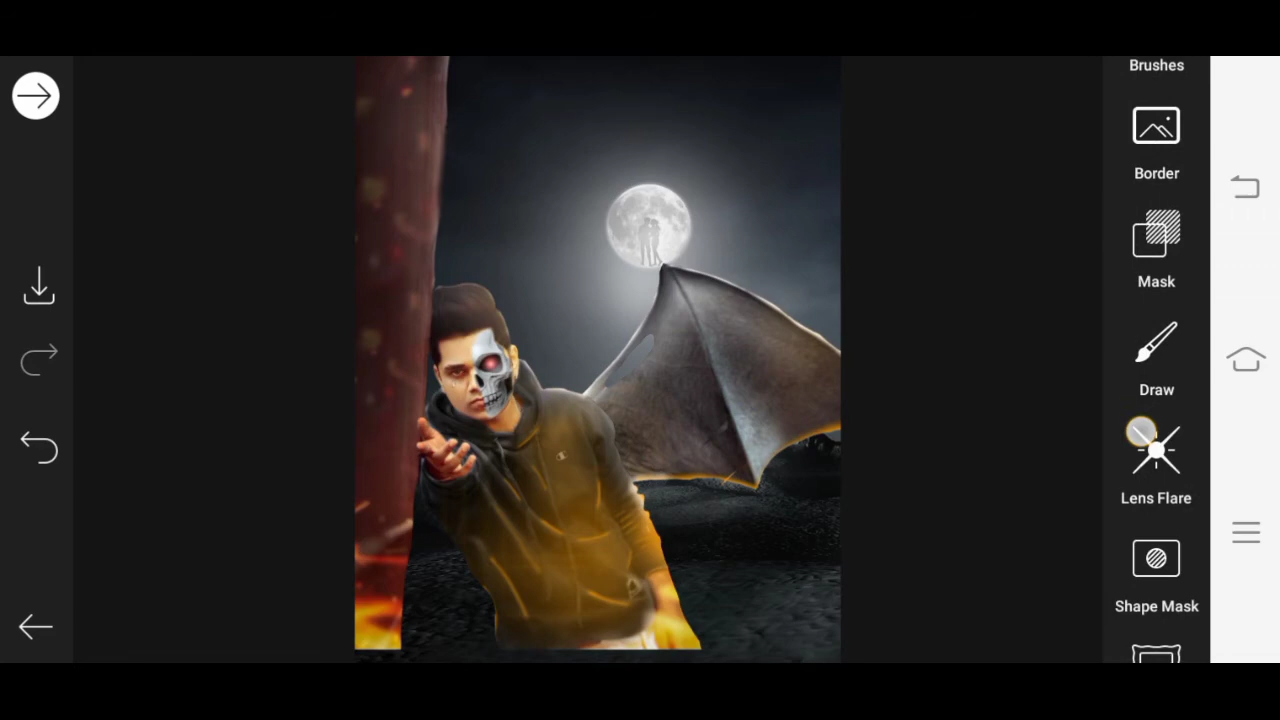 Brushes
Border
Mask
Draw
Lens Flare
Shape Mask